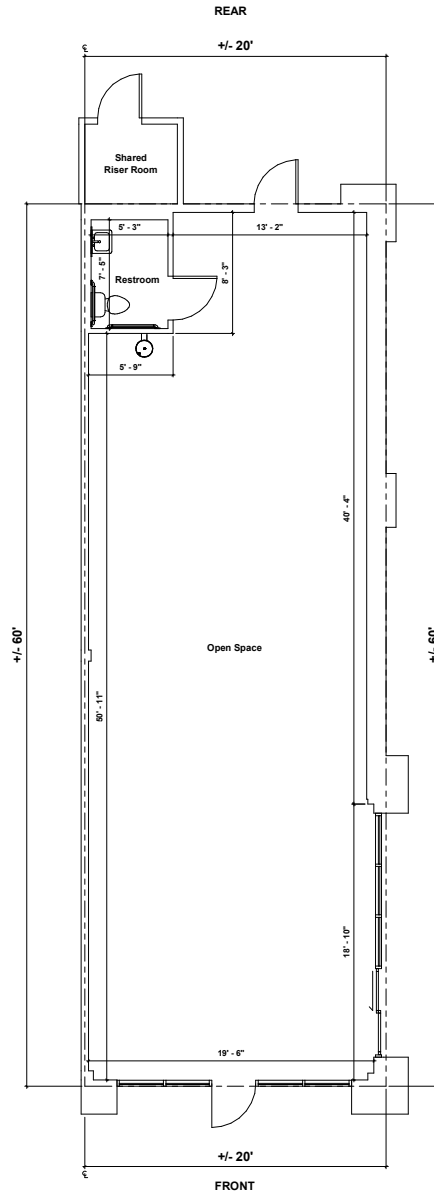 REAR
℄
+/- 20'
Shared
Riser Room
5' - 3"
13' - 2"
7' - 5"
Restroom
8' - 3"
5' - 9"
40' - 4"
+/- 60'
Open Space
+/- 60'
50' - 11"
18' - 10"
19' - 6"
+/- 20'
℄
FRONT